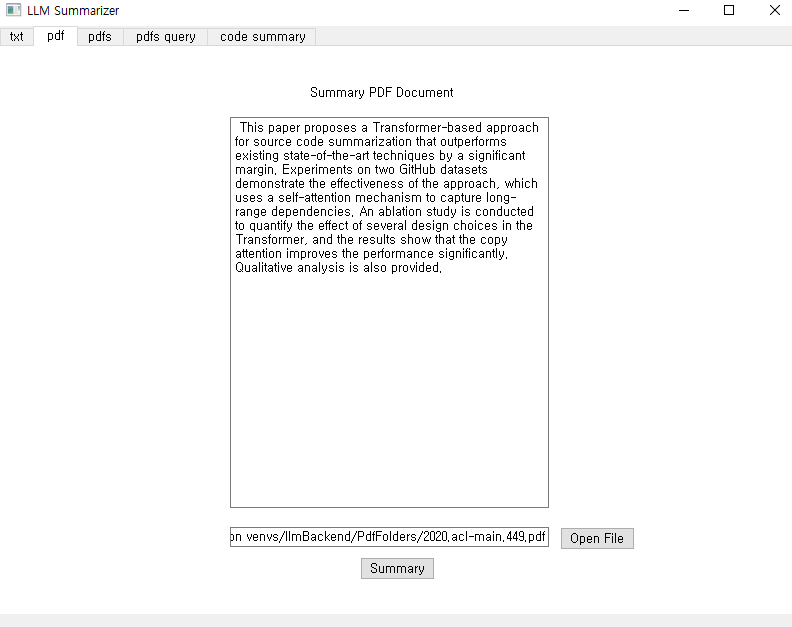 LLM Summarizer
txt pdf pdfs pdfs query code summary
Summary PDF Document
This paper proposes a Transformer-based approach
for source code summarization that outperforms
existing state-of-the-art techniques by a significant
margin. Experiments on two GitHub datasets
demonstrate the effectiveness of the approach, which
uses a self-attention mechanism to capture long-
range dependencies. An ablation study is conducted
to quantify the effect of several design choices in the
Transformer, and the results show that the copy
attention improves the performance significantly.
Qualitative analysis is also provided.
on venvs/llmBackend/PdfFolders/2020.acl-main.449.pdf Open File
Summary